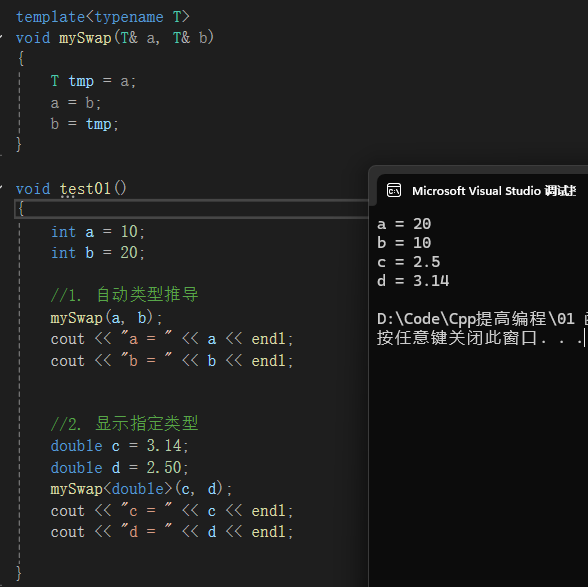 template<typename T>
void mySwap(T& a, T& b)
{
T tmp = a;
a = b;
b = tmp;
}
void test01()
{
int a = 10;
int b = 20;
//1. 自动类型推导
mySwap(a, b);
cout << "a = " << a << endl;
cout << "b = " << b << endl;
//2. 显示指定类型
double c = 3.14;
double d = 2.50;
mySwap<double>(c, d);
cout << "c = " << c << endl;
cout << "d = " << d << endl;
}
Microsoft Visual Studio 调试
a = 20
b = 10
c = 2.5
d = 3.14
D:\Code\Cpp提高编程\01
按任意键关闭此窗口. . .